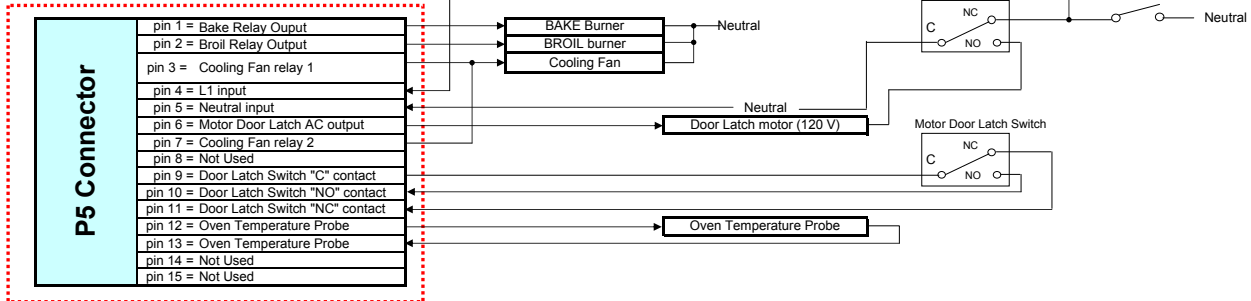 P5 Connector
pin 1 = Bake Relay Ouput
pin 2 = Broil Relay Output
pin 3 = Cooling Fan relay 1
pin 4 = L1 input
pin 5 = Neutral input
pin 6 = Motor Door Latch AC output
pin 7 = Cooling Fan relay 2
pin 8 = Not Used
pin 9 = Door Latch Switch "C" contact
pin 10 = Door Latch Switch "NO" contact
pin 11 = Door Latch Switch "NC" contact
pin 12 = Oven Temperature Probe
pin 13 = Oven Temperature Probe
pin 14 = Not Used
pin 15 = Not Used
BAKE Burner
BROIL burner
Cooling Fan
Neutral
Neutral
Door Latch motor (120 V)
Oven Temperature Probe
NC
C
NO
Neutral
Motor Door Latch Switch
NC
C
NO